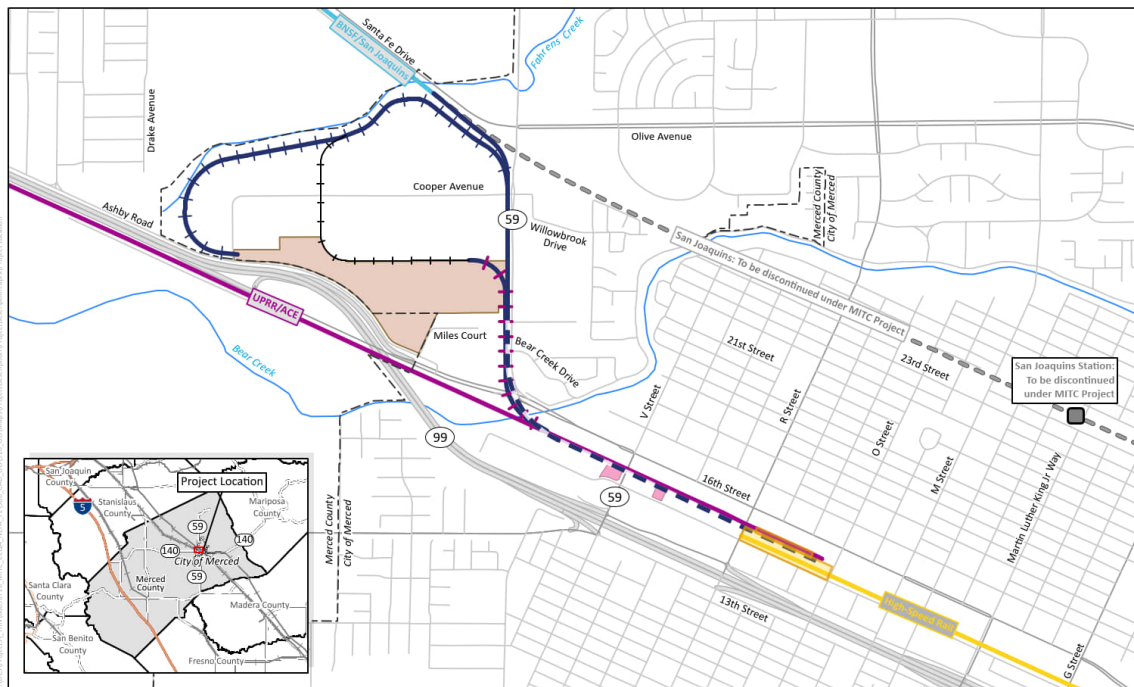 Santa Fe Drive
BNSF/San Joaquins
Fahrens Creek
Drake Avenue
Olive Avenue
Cooper Avenue
Merced County
City of Merced
Ashby Road
59
Willowbrook
Drive
San Joaquins: To be discontinued under MITC Project
UPRR/ACE
Miles Court
Bear Creek Drive
21st Street
23rd Street
Bear Creek
San Joaquins Station:
To be discontinued
under MITC Project
V Street
R Street
O Street
M Street
Martin Luther King Jr Way
99
16th Street
59
Merced County
City of Merced
High-Speed Rail
13th Street
G Street
Project Location
San Joaquin
County
5
Stanislaus
County
Mariposa
County
59
140
140
City of Merced
59
Merced
County
Santa Clara
County
Madera County
San Benito
County
Fresno County